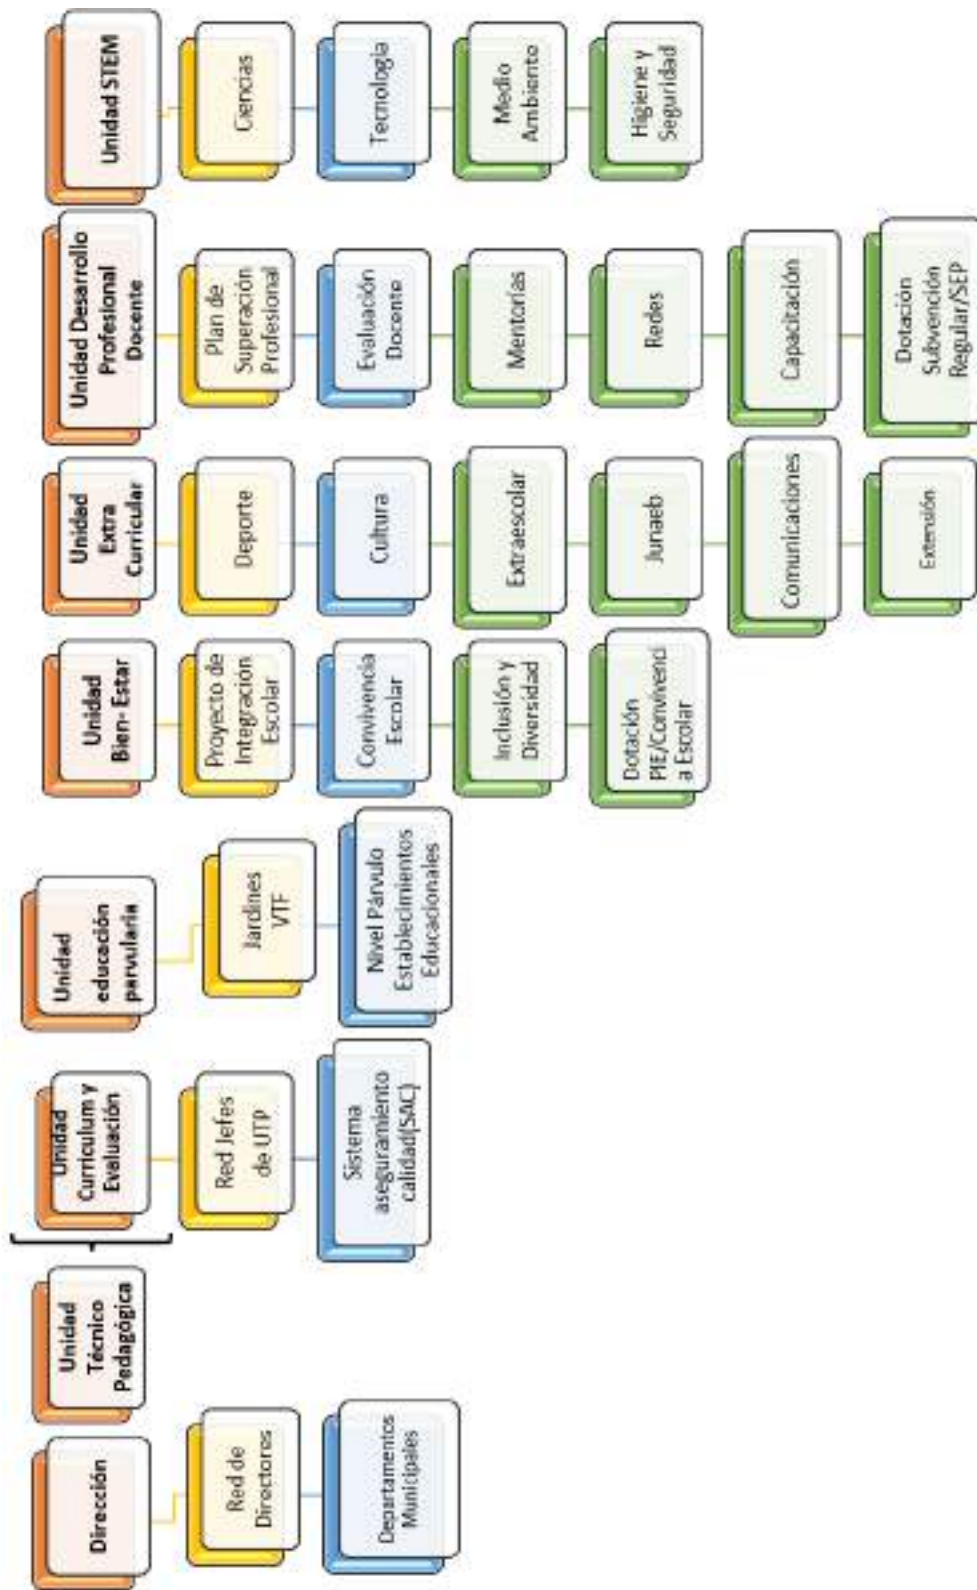 Dirección
Red de
Directores
Departamentos
Municipales
Unidad
Técnico
Pedagógica
Unidad
Curriculum y
Evaluación
Red Jefes
de UTP
Sistema
aseguramiento
calidad(SAC)
Unidad
educación
parvularia
Jardines
VTF
Nivel Párvulo
Establecimientos
Educacionales
Unidad
Bien- Estar
Proyecto de
Integración
Escolar
Convivencia
Escolar
Inclusión y
Diversidad
Dotación
PIE/Convivenci
a Escolar
Unidad
Extra
Curricular
Deporte
Cultura
Extraescolar
Junaeb
Comunicaciones
Extensión
Unidad Desarrollo
Profesional
Docente
Plan de
Superación
Profesional
Evaluación
Docente
Mentorías
Redes
Capacitación
Dotación
Subvención
Regular/SEP
Unidad STEM
Ciencias
Tecnología
Medio
Ambiente
Higiene y
Seguridad